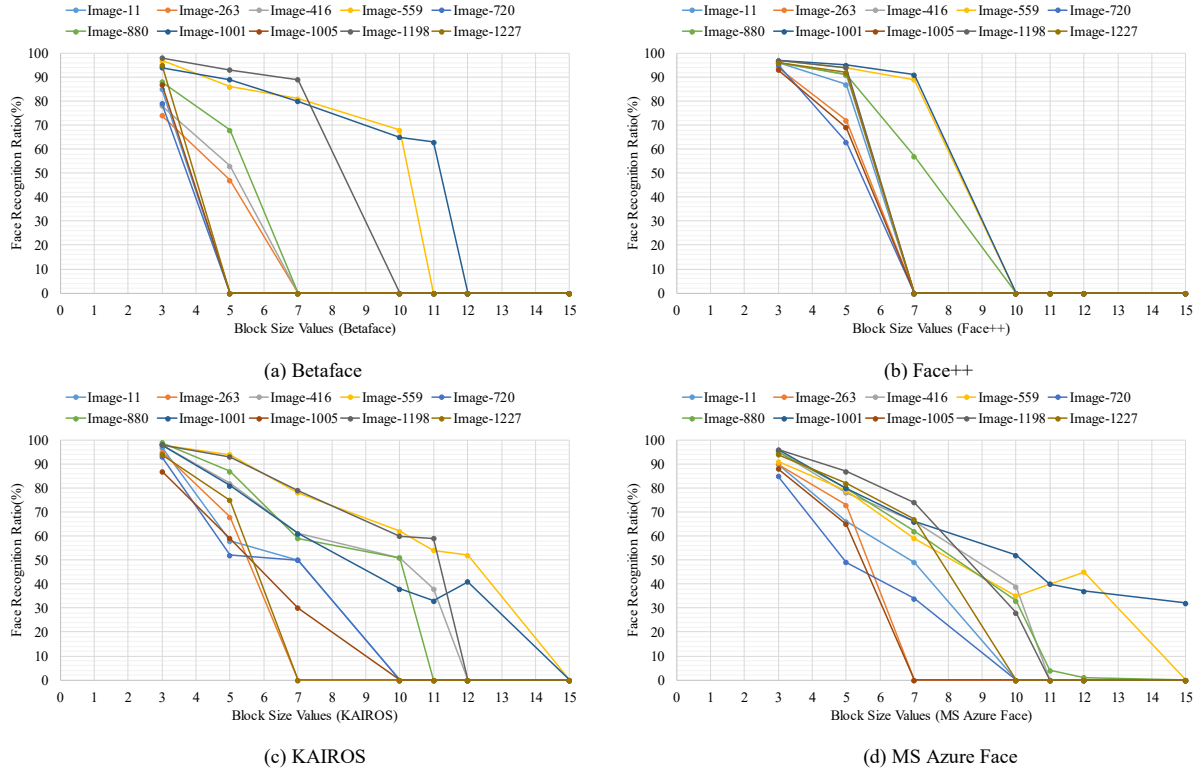 Image-11 Image-263 Image-416 Image-559 Image-720
Image-880 Image-1001 Image-1005 Image-1198 Image-1227
100
90
80
70
60
50
40
30
20
10
0
Face Recognition Ratio(%)
0 1 2 3 4 5 6 7 8 9 10 11 12 13 14 15
Block Size Values (Betaface)
(a) Betaface
Image-11 Image-263 Image-416 Image-559 Image-720
Image-880 Image-1001 Image-1005 Image-1198 Image-1227
100
90
80
70
60
50
40
30
20
10
0
Face Recognition Ratio(%)
0 1 2 3 4 5 6 7 8 9 10 11 12 13 14 15
Block Size Values (Face++)
(b) Face++
Image-11 Image-263 Image-416 Image-559 Image-720
Image-880 Image-1001 Image-1005 Image-1198 Image-1227
100
90
80
70
60
50
40
30
20
10
0
Face Recognition Ratio(%)
0 1 2 3 4 5 6 7 8 9 10 11 12 13 14 15
Block Size Values (KAIROS)
(c) KAIROS
Image-11 Image-263 Image-416 Image-559 Image-720
Image-880 Image-1001 Image-1005 Image-1198 Image-1227
100
90
80
70
60
50
40
30
20
10
0
Face Recognition Ratio(%)
0 1 2 3 4 5 6 7 8 9 10 11 12 13 14 15
Block Size Values (MS Azure Face)
(d) MS Azure Face